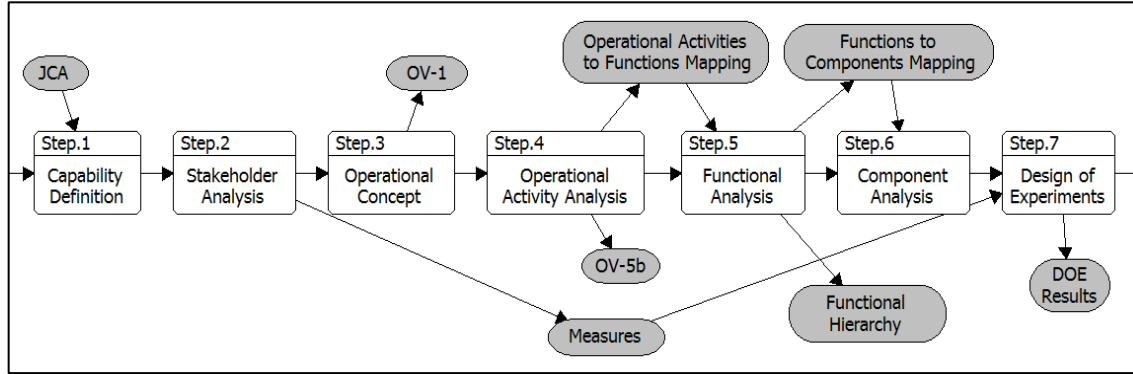 Operational Activities
to Functions Mapping
Functions to
Components Mapping
JCA
OV-1
Step.1
Capability
Definition
Step.2
Stakeholder
Analysis
Step.3
Operational
Concept
Step.4
Operational
Activity Analysis
Step.5
Functional
Analysis
Step.6
Component
Analysis
Step.7
Design of
Experiments
OV-5b
DOE
Results
Functional
Hierarchy
Measures